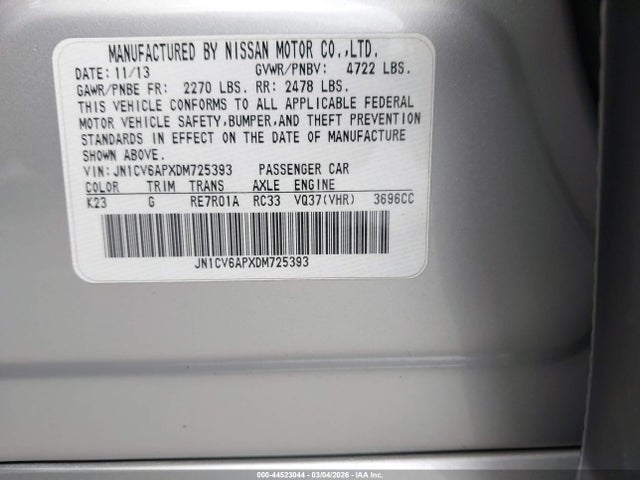 MANUFACTURED BY NISSAN MOTOR CO.,LTD.
DATE: 11/13 GVWR/PNBV: 4722 LBS.
GAWR/PNBE FR: 2270 LBS. RR: 2478 LBS.
THIS VEHICLE CONFORMS TO ALL APPLICABLE FEDERAL
MOTOR VEHICLE SAFETY,BUMPER,AND THEFT PREVENTION
STANDARDS IN EFFECT ON THE DATE OF MANUFACTURE
SHOWN ABOVE.
VIN: JN1CV6APXDM725393 PASSENGER CAR
COLOR TRIM TRANS AXLE ENGINE
K23 G RE7R01A RC33 VQ37(VHR) 3696CC
JN1CV6APXDM725393
000-44523044 | 03/04/2026 - IAA, Inc.